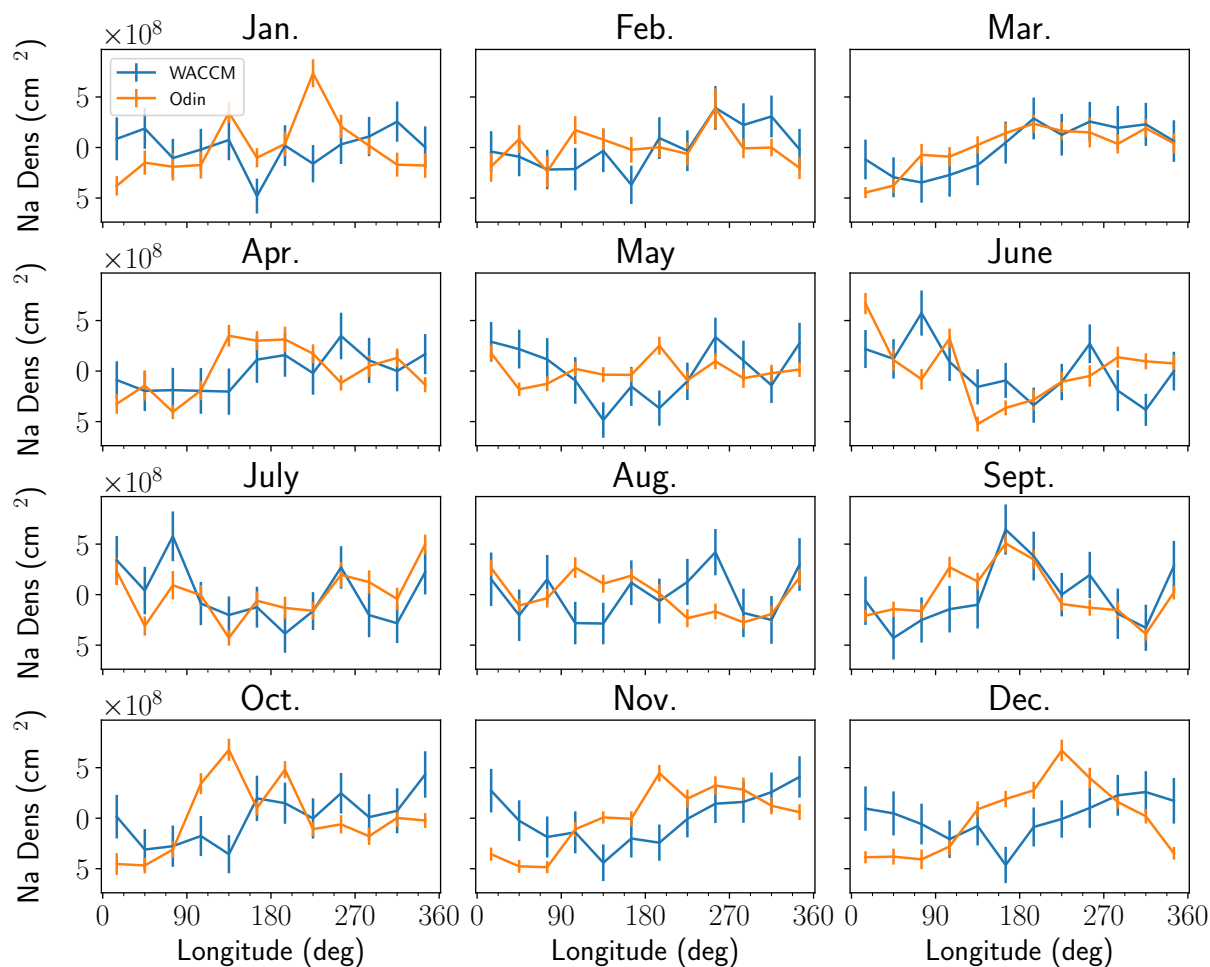 Jan. Feb. Mar.
×10⁸
Na Dens (cm ²)
5
0
5
WACCM
Odin
Apr. May June
×10⁸
Na Dens (cm ²)
5
0
5
July Aug. Sept.
×10⁸
Na Dens (cm ²)
5
0
5
Oct. Nov. Dec.
×10⁸
Na Dens (cm ²)
5
0
5
0 90 180 270 360 0 90 180 270 360 0 90 180 270 360
Longitude (deg) Longitude (deg) Longitude (deg)